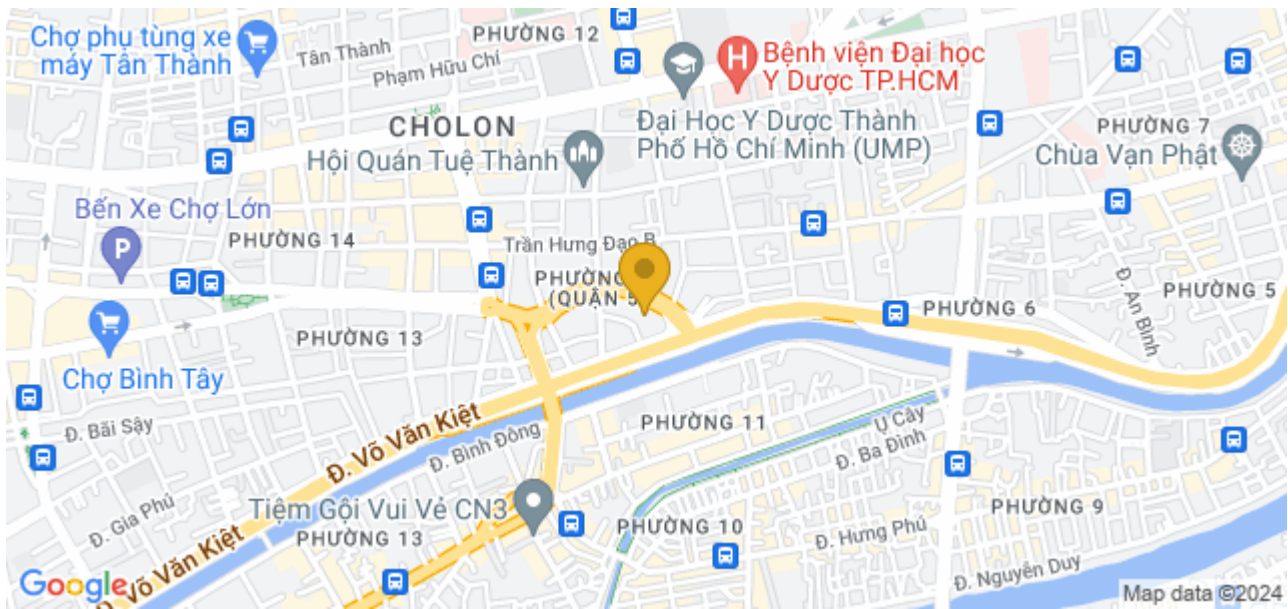 Chợ phụ tùng xe
máy Tân Thành
Tân Thành
Phạm Hữu Chí
PHƯỜNG 12
Bệnh viện Đại học
Y Dược TP.HCM
CHOLON
Đại Học Y Dược Thành
Phố Hồ Chí Minh (UMP)
Hội Quán Tuệ Thành
PHƯỜNG 7
Chùa Vạn Phật
Bến Xe Chợ Lớn
PHƯỜNG 14
Trần Hưng Đạo B
PHƯỜNG
(QUẬN 5
Đ. An Bình
PHƯỜNG 5
PHƯỜNG 6
PHƯỜNG 13
Chợ Bình Tây
Đ. Bãi Sậy
Đ. Võ Văn Kiệt
Đ. Bình Đông
PHƯỜNG 11
Ụ Cây
Đ. Ba Đình
Đ. Gia Phú
Tiệm Gội Vui Vẻ CN3
PHƯỜNG 10
PHƯỜNG 9
Đ. Hưng Phú
PHƯỜNG 13
Đ. Võ Văn Kiệt
Đ. Nguyên Duy
Google
Map data ©2024